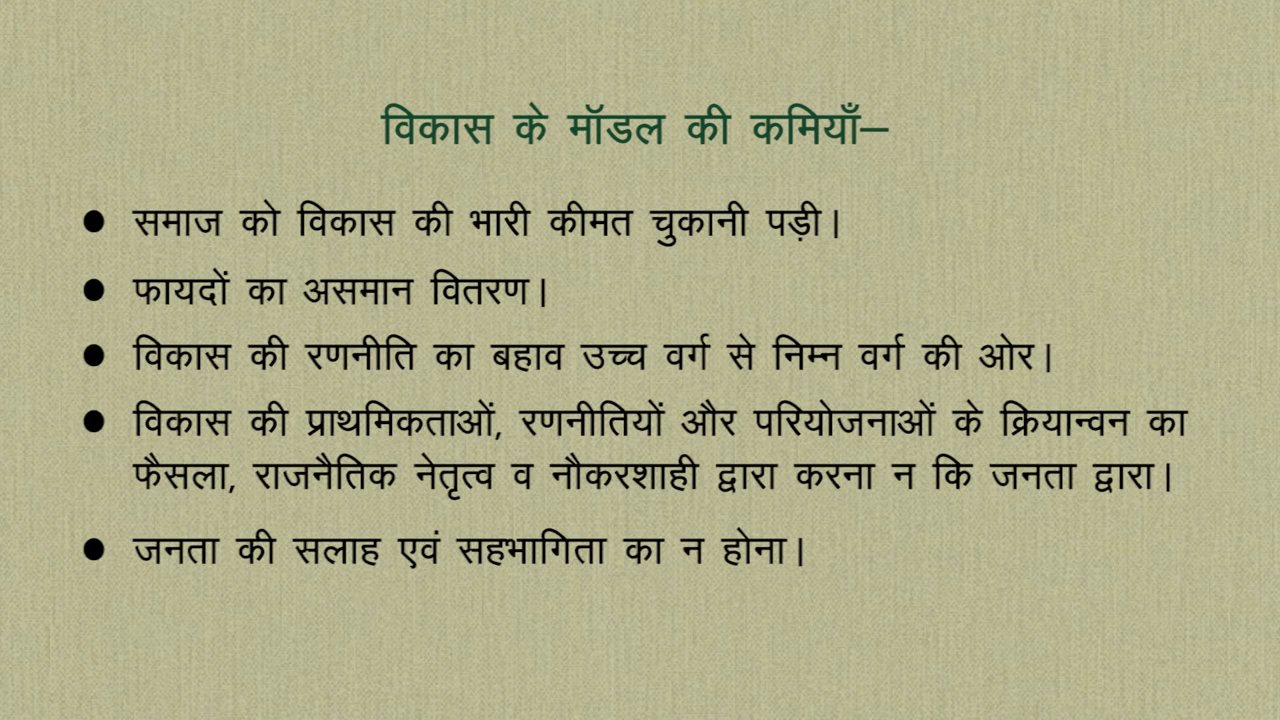 विकास के मॉडल की कमियाँ–
● समाज को विकास की भारी कीमत चुकानी पड़ी।
● फायदों का असमान वितरण।
● विकास की रणनीति का बहाव उच्च वर्ग से निम्न वर्ग की ओर।
● विकास की प्राथमिकताओं, रणनीतियों और परियोजनाओं के क्रियान्वन का
फैसला, राजनैतिक नेतृत्व व नौकरशाही द्वारा करना न कि जनता द्वारा।
● जनता की सलाह एवं सहभागिता का न होना।